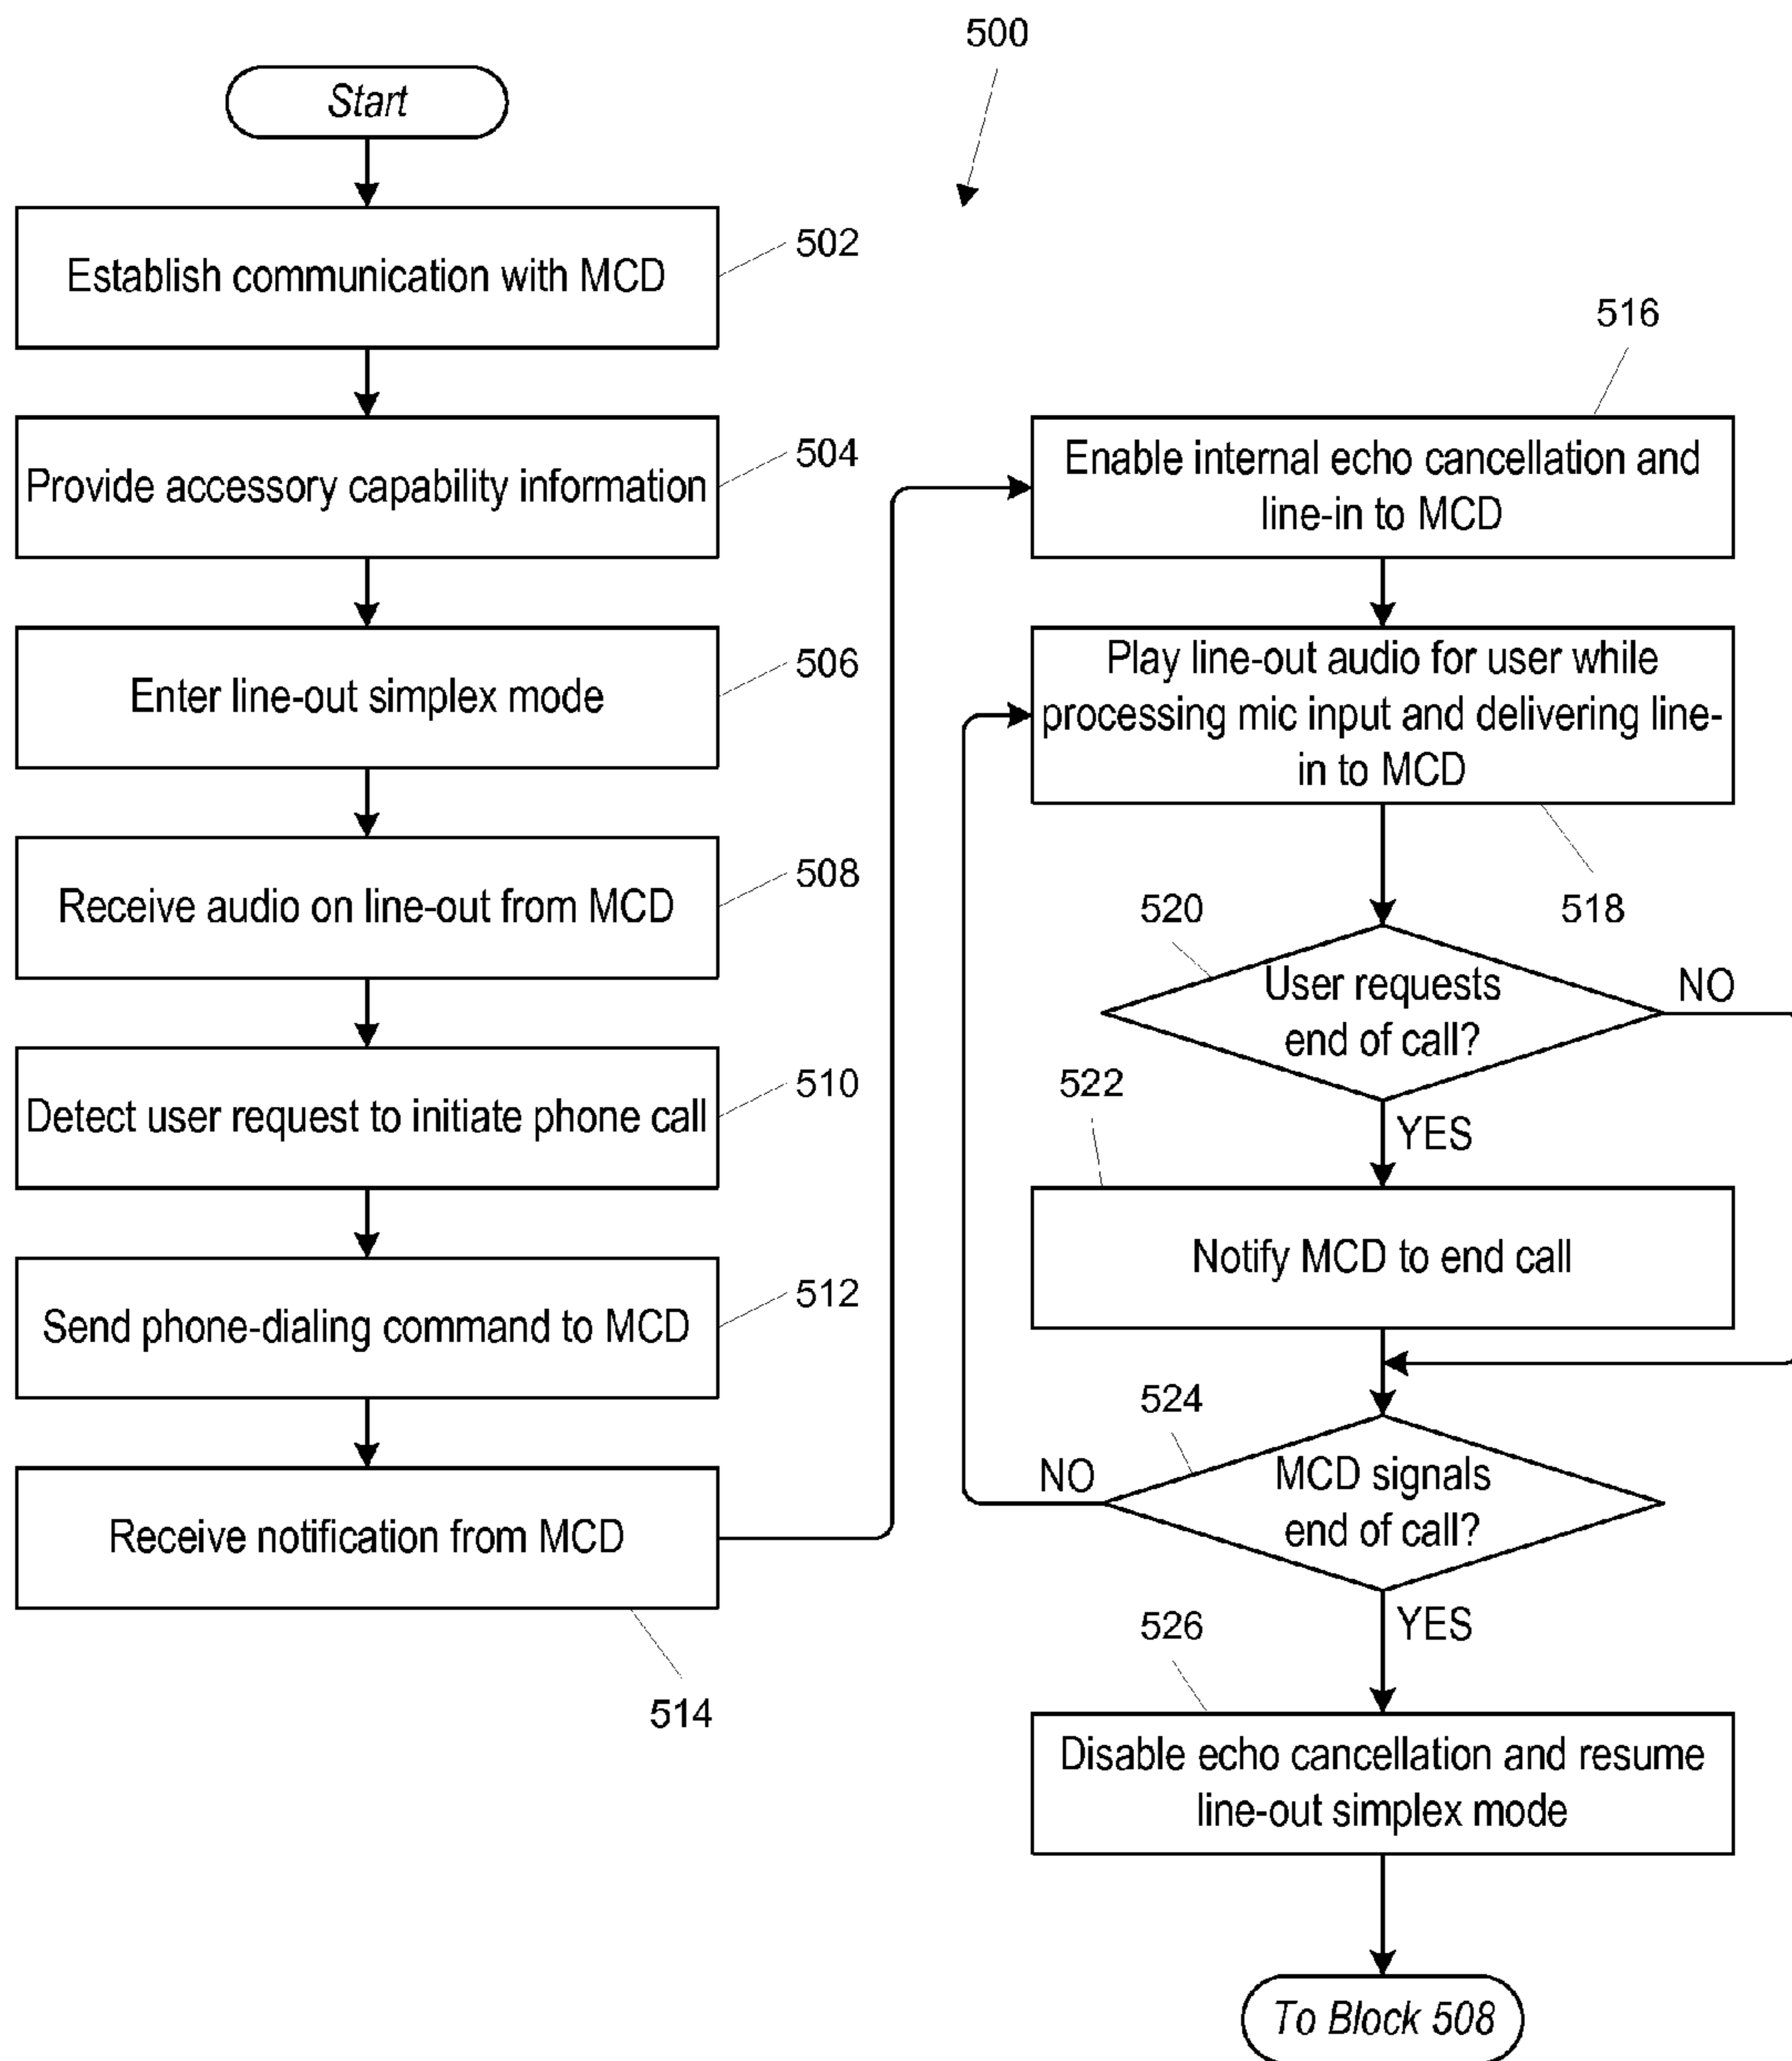 500
Start
Establish communication with MCD
502
Provide accessory capability information
504
Enter line-out simplex mode
506
Receive audio on line-out from MCD
508
Detect user request to initiate phone call
510
Send phone-dialing command to MCD
512
Receive notification from MCD
514
516
Enable internal echo cancellation and
line-in to MCD
Play line-out audio for user while
processing mic input and delivering line-
in to MCD
518
520
User requests
end of call?
NO
YES
522
Notify MCD to end call
524
MCD signals
end of call?
NO
YES
526
Disable echo cancellation and resume
line-out simplex mode
To Block 508